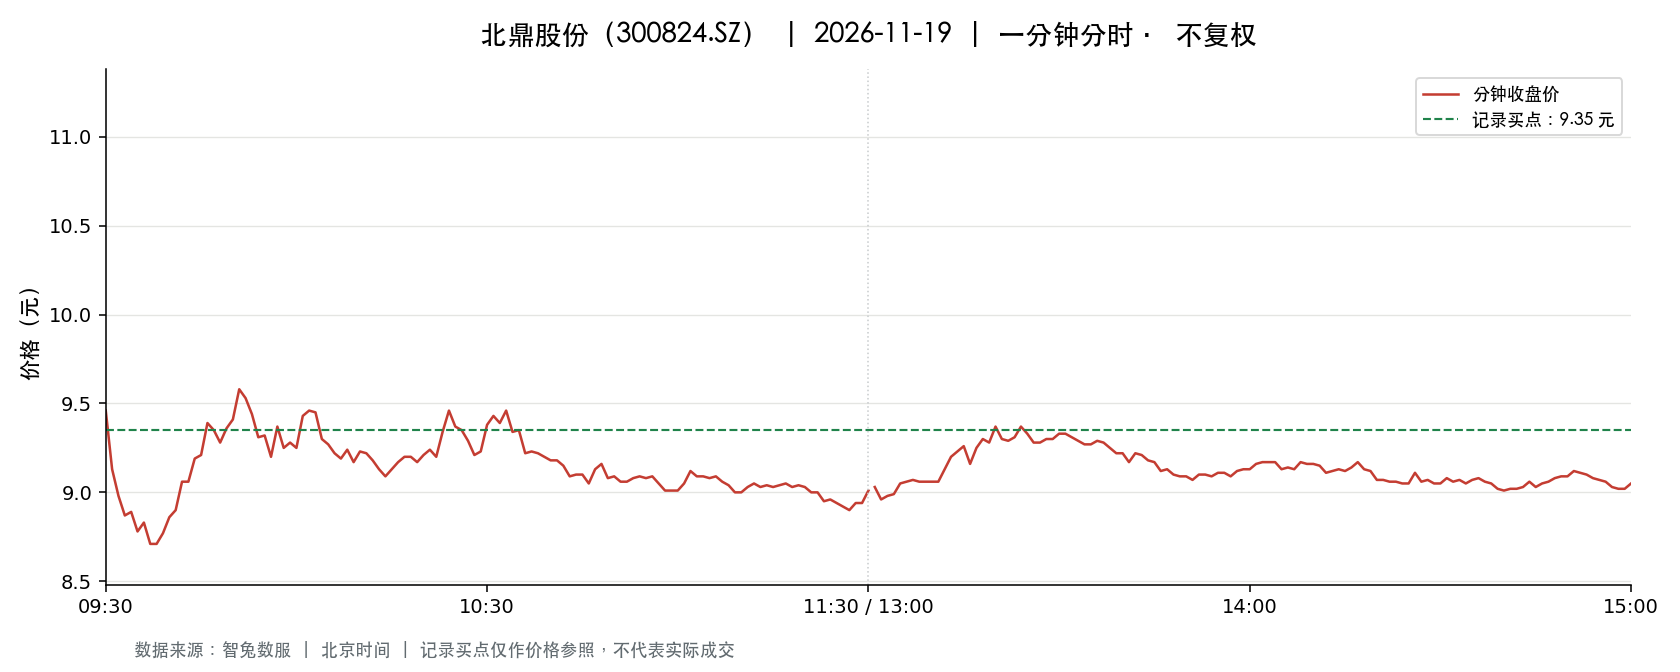 北鼎股份（300824.SZ） | 2026-11-19 | 一分钟分时 · 不复权
分钟收盘价
记录买点：9.35 元
价格（元）
11.0
10.5
10.0
9.5
9.0
8.5
09:30
10:30
11:30 / 13:00
14:00
15:00
数据来源：智兔数服 | 北京时间 | 记录买点仅作价格参照，不代表实际成交